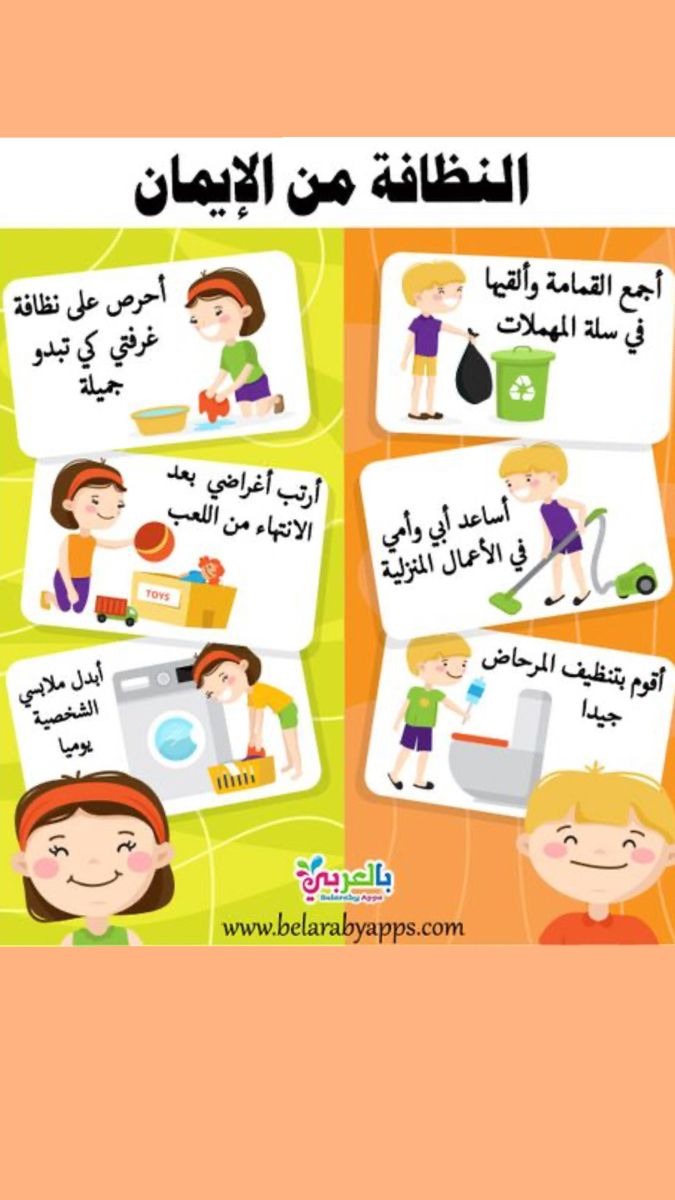 النظافة من الإيمان
أجمع القمامة وألقيها
في سلة المهملات
أساعد أبي وأمي
في الأعمال المنزلية
أقوم بتنظيف المرحاض
جيدا
أحرص على نظافة
غرفتي كي تبدو
جميلة
أرتب أغراضي بعد
الانتهاء من اللعب
TOYS
أبدل ملابسي
الشخصية
يوميا
بالعربي
Belaraby Apps
www.belarabyapps.com